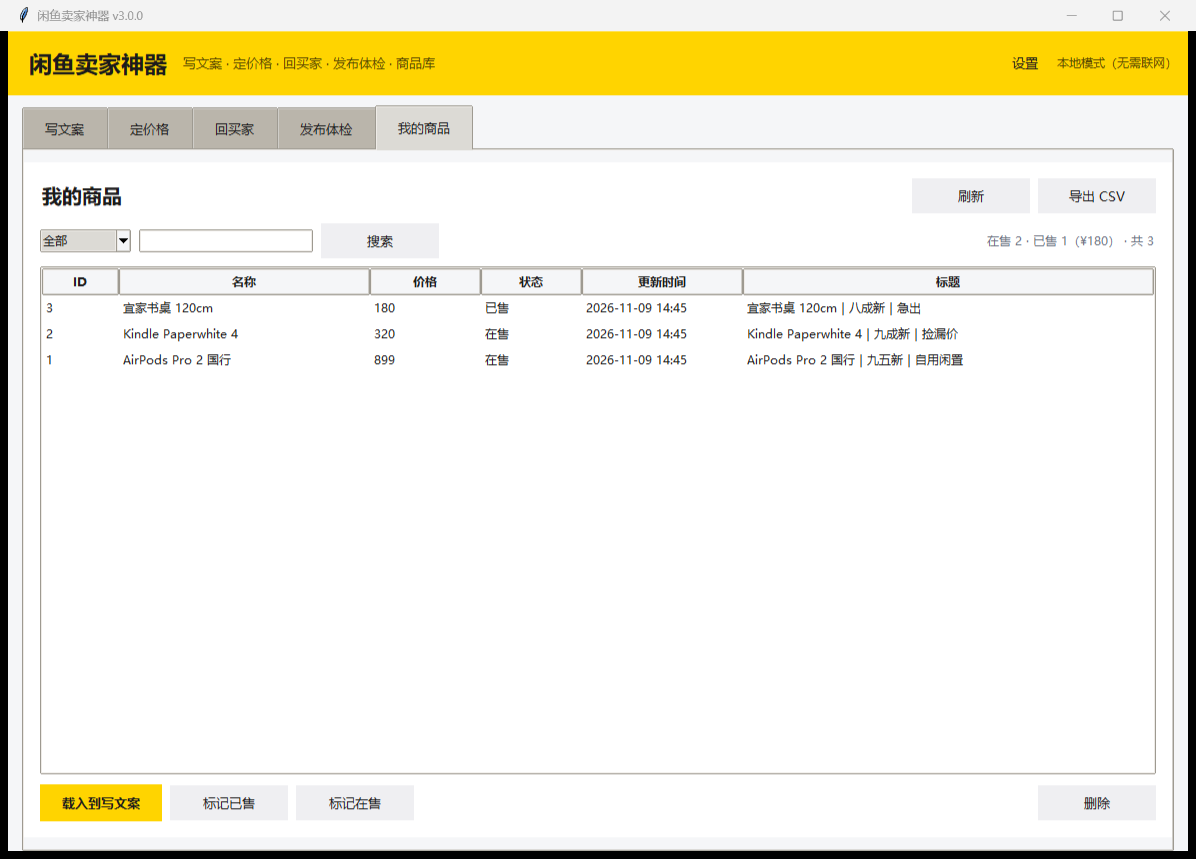 闲鱼卖家神器 v3.0.0
闲鱼卖家神器 写文案 · 定价格 · 回买家 · 发布体检 · 商品库 设置 本地模式（无需联网）
写文案 定价格 回买家 发布体检 我的商品
我的商品 刷新 导出 CSV
全部 搜索 在售 2 · 已售 1（¥180） · 共 3
ID 名称 价格 状态 更新时间 标题
3 宜家书桌 120cm 180 已售 2026-11-09 14:45 宜家书桌 120cm | 八成新 | 急出
2 Kindle Paperwhite 4 320 在售 2026-11-09 14:45 Kindle Paperwhite 4 | 九成新 | 捡漏价
1 AirPods Pro 2 国行 899 在售 2026-11-09 14:45 AirPods Pro 2 国行 | 九五新 | 自用闲置
载入到写文案 标记已售 标记在售 删除